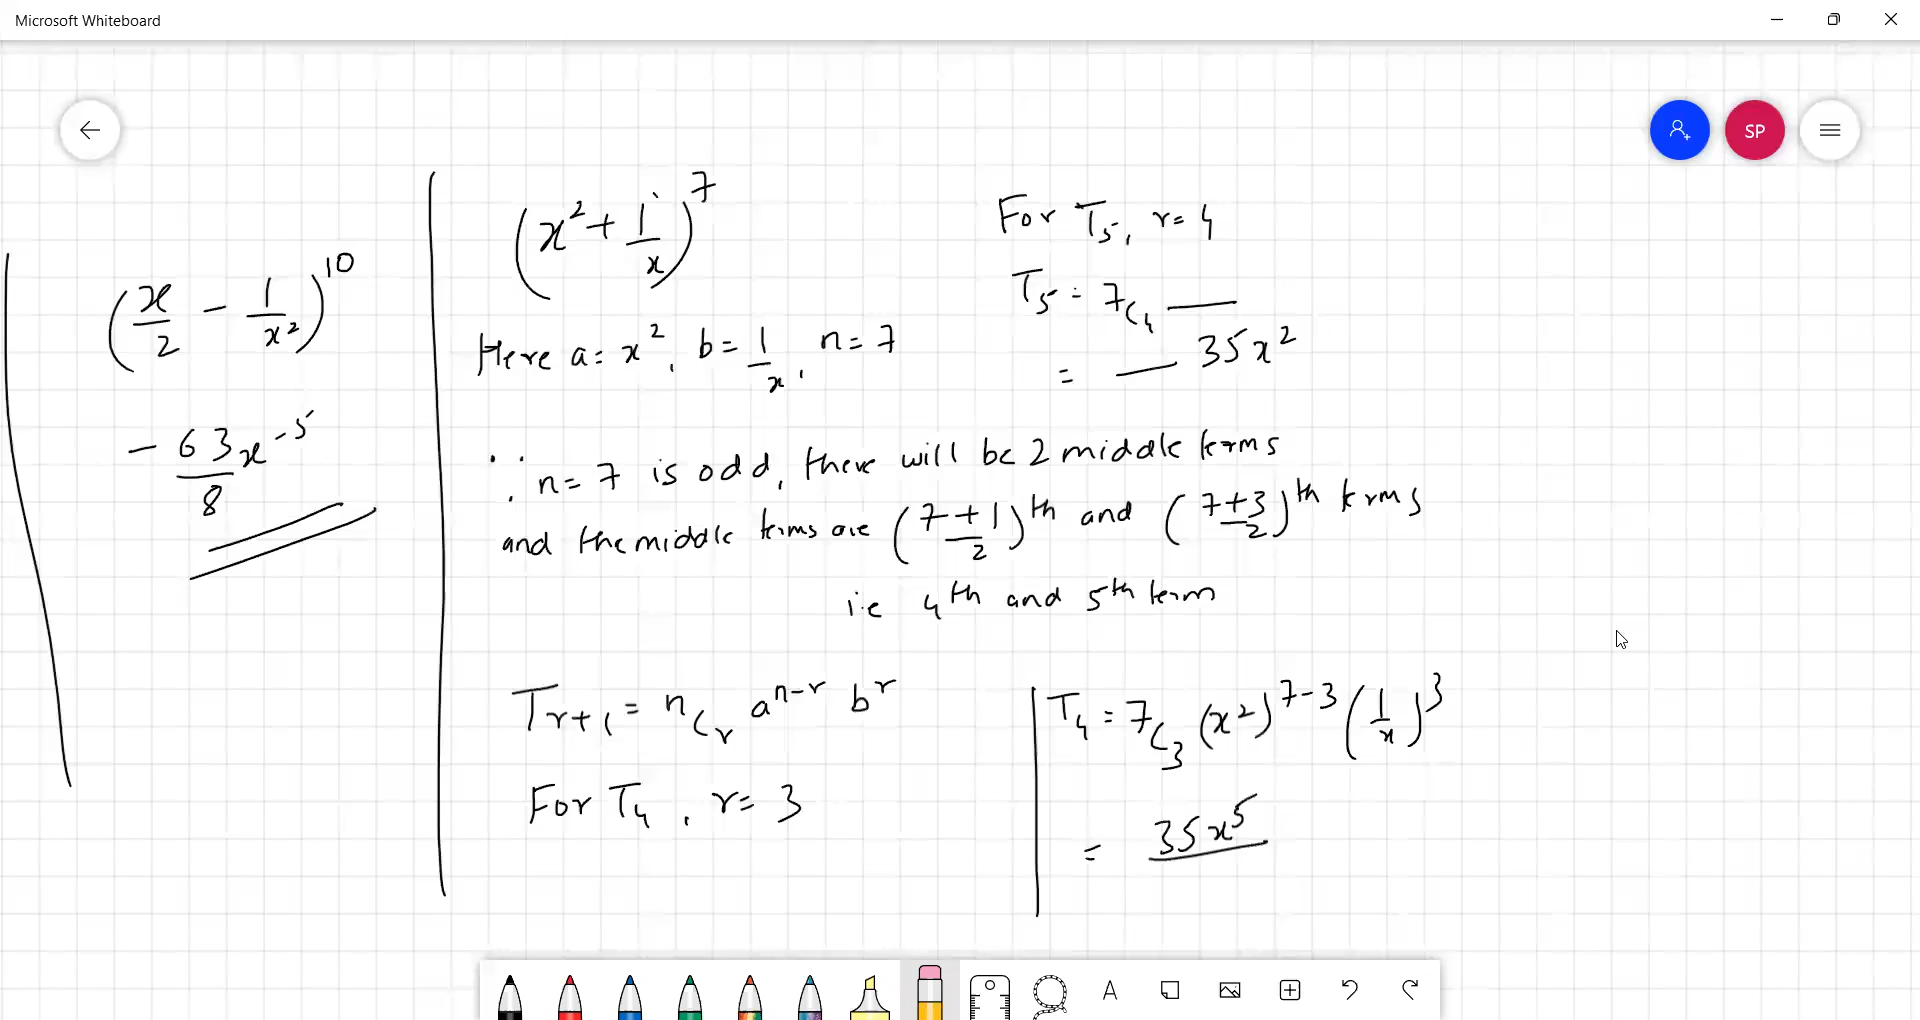 Microsoft Whiteboard
SP
(x/2 - 1/x²)¹⁰
- 63/8 x⁻⁵
(x² + 1/x)⁷
Here a = x², b = 1/x, n = 7
∵ n = 7 is odd, there will be 2 middle terms
and the middle terms are (7+1/2)ᵗʰ and (7+3/2)ᵗʰ terms
i.e 4ᵗʰ and 5ᵗʰ term
Tr+1 = nCr aⁿ⁻ʳ bʳ
For T₄, r = 3
T₄ = 7C₃ (x²)⁷⁻³ (1/x)³
= 35x⁵
For T₅, r = 4
T₅ = 7C₄ —
= — 35x²
A